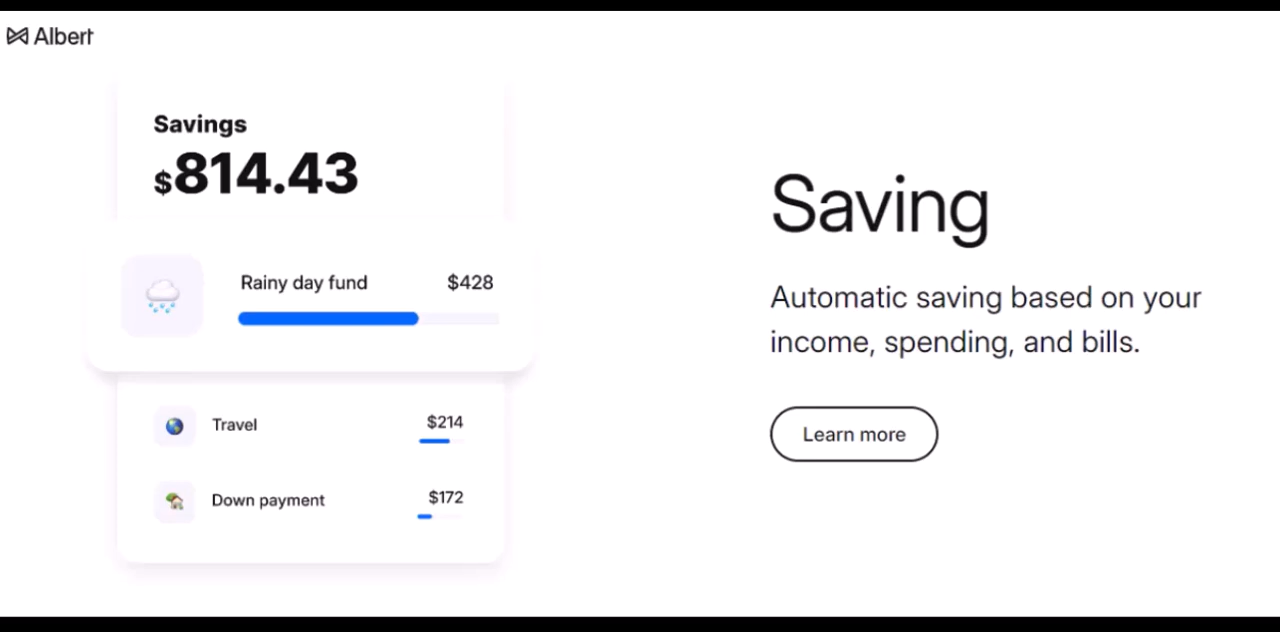 Albert
Savings
$814.43
Rainy day fund $428
Travel $214
Down payment $172
Saving
Automatic saving based on your
income, spending, and bills.
Learn more